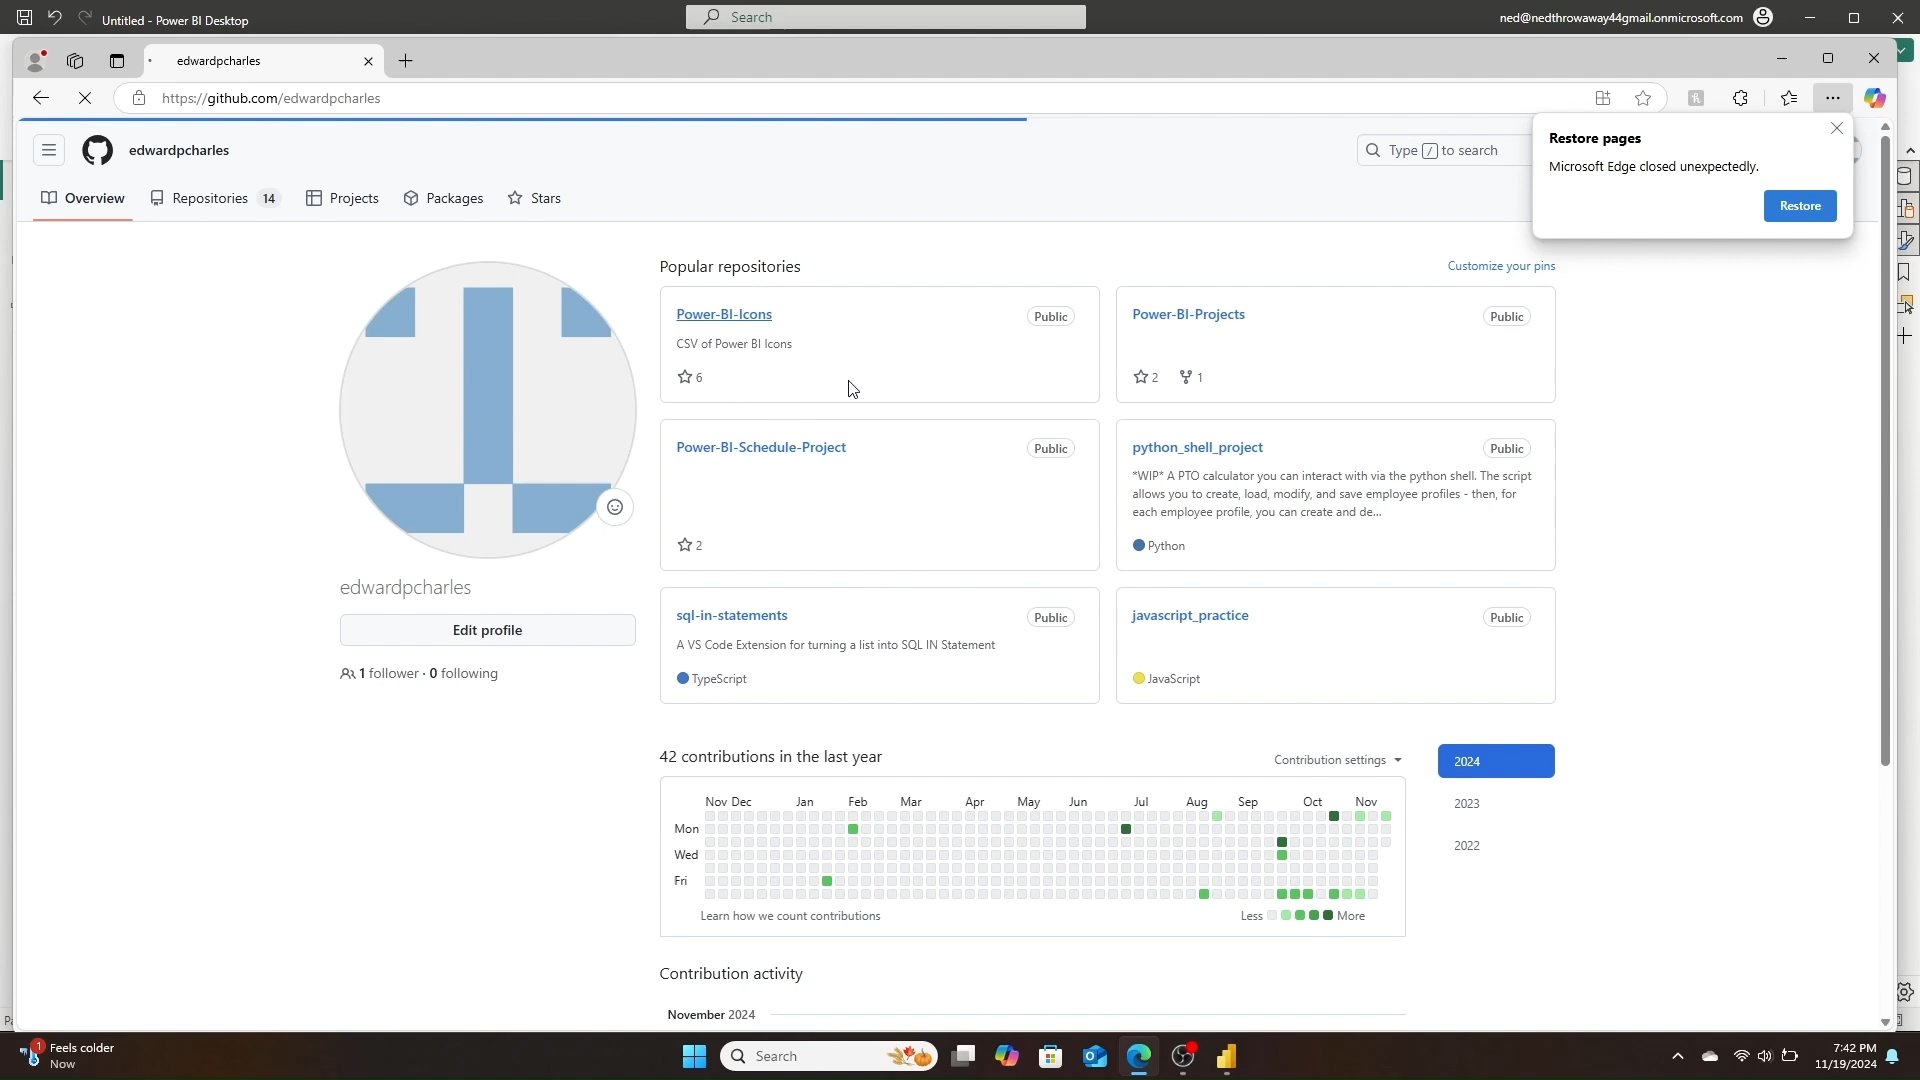 Untitled - Power BI Desktop
Search
ned@nedthrowaway44gmail.onmicrosoft.com
edwardpcharles
https://github.com/edwardpcharles
edwardpcharles
Type / to search
Restore pages
Microsoft Edge closed unexpectedly.
Restore
Overview
Repositories 14
Projects
Packages
Stars
Popular repositories
Customize your pins
Power-BI-Icons
Public
CSV of Power BI Icons
6
Power-BI-Projects
Public
2
1
Power-BI-Schedule-Project
Public
2
python_shell_project
Public
*WIP* A PTO calculator you can interact with via the python shell. The script
allows you to create, load, modify, and save employee profiles - then, for
each employee profile, you can create and de...
Python
edwardpcharles
Edit profile
1 follower · 0 following
sql-in-statements
Public
A VS Code Extension for turning a list into SQL IN Statement
TypeScript
javascript_practice
Public
JavaScript
42 contributions in the last year
Contribution settings
2024
2023
2022
Nov Dec Jan Feb Mar Apr May Jun Jul Aug Sep Oct Nov
Mon
Wed
Fri
Learn how we count contributions
Less
More
Contribution activity
November 2024
1
Feels colder
Now
Search
7:42 PM
11/19/2024